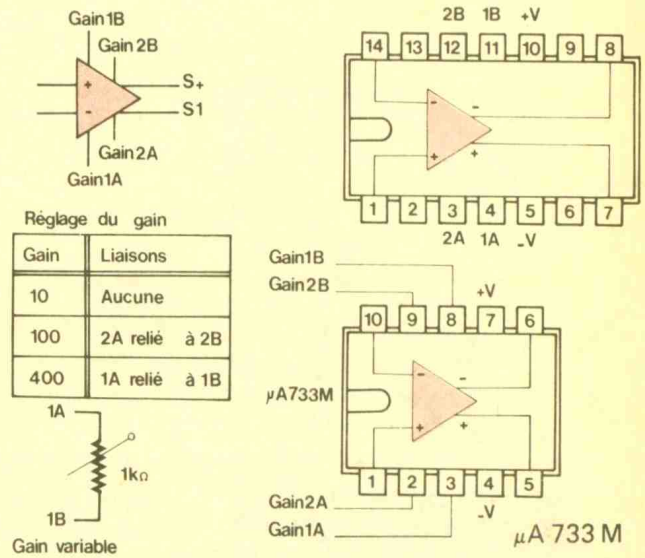 Gain1B
Gain 2B
+
-
S+
S1
Gain 2A
Gain1A
Réglage du gain
Gain Liaisons
10 Aucune
100 2A relié à 2B
400 1A relié à 1B
1A
1kΩ
1B
Gain variable
2B 1B +V
14 13 12 11 10 9 8
- -
+ +
1 2 3 4 5 6 7
2A 1A -V
Gain1B
Gain2B
+V
10 9 8 7 6
μA733M
- -
+ +
1 2 3 4 5
Gain2A
Gain1A
-V
μA 733 M